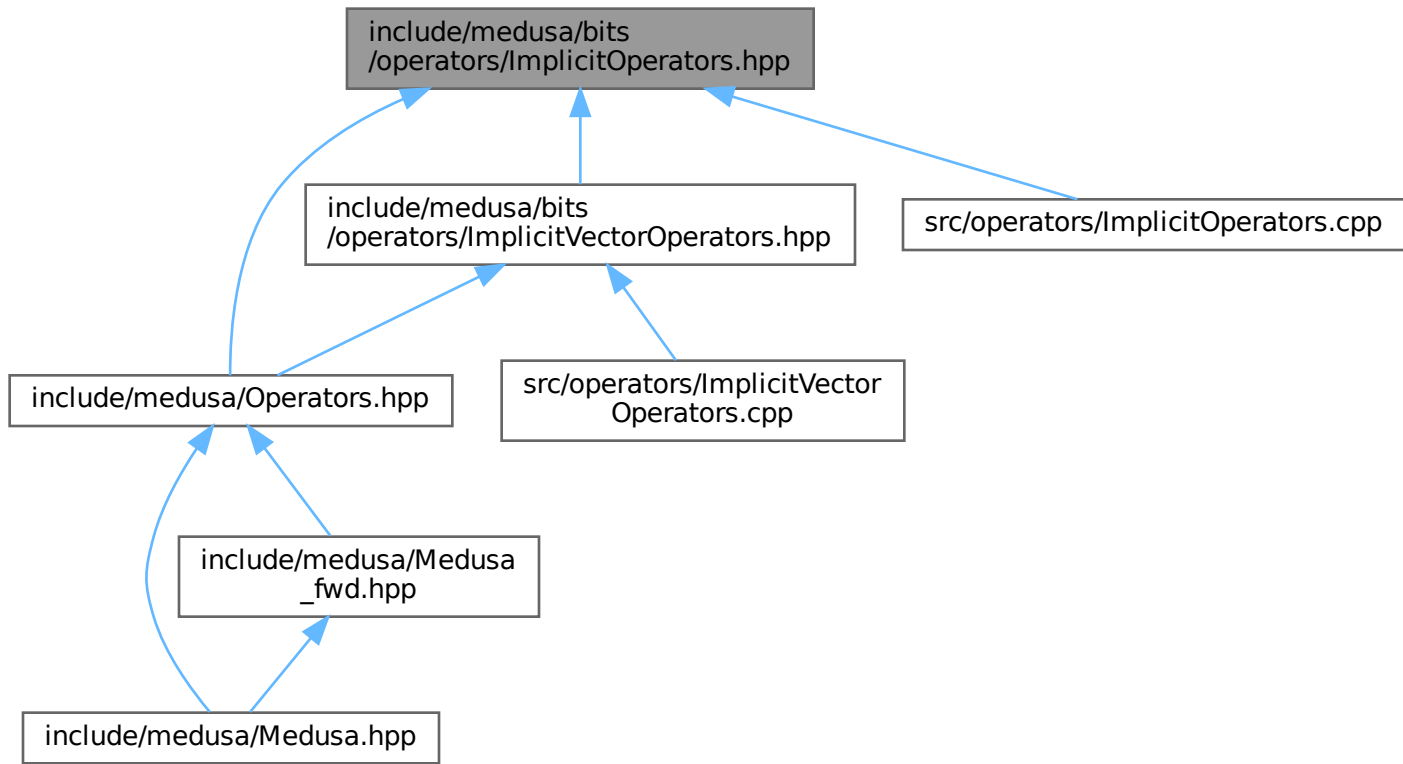 include/medusa/bits
/operators/ImplicitOperators.hpp
include/medusa/bits
/operators/ImplicitVectorOperators.hpp
src/operators/ImplicitOperators.cpp
include/medusa/Operators.hpp
src/operators/ImplicitVector
Operators.cpp
include/medusa/Medusa
_fwd.hpp
include/medusa/Medusa.hpp